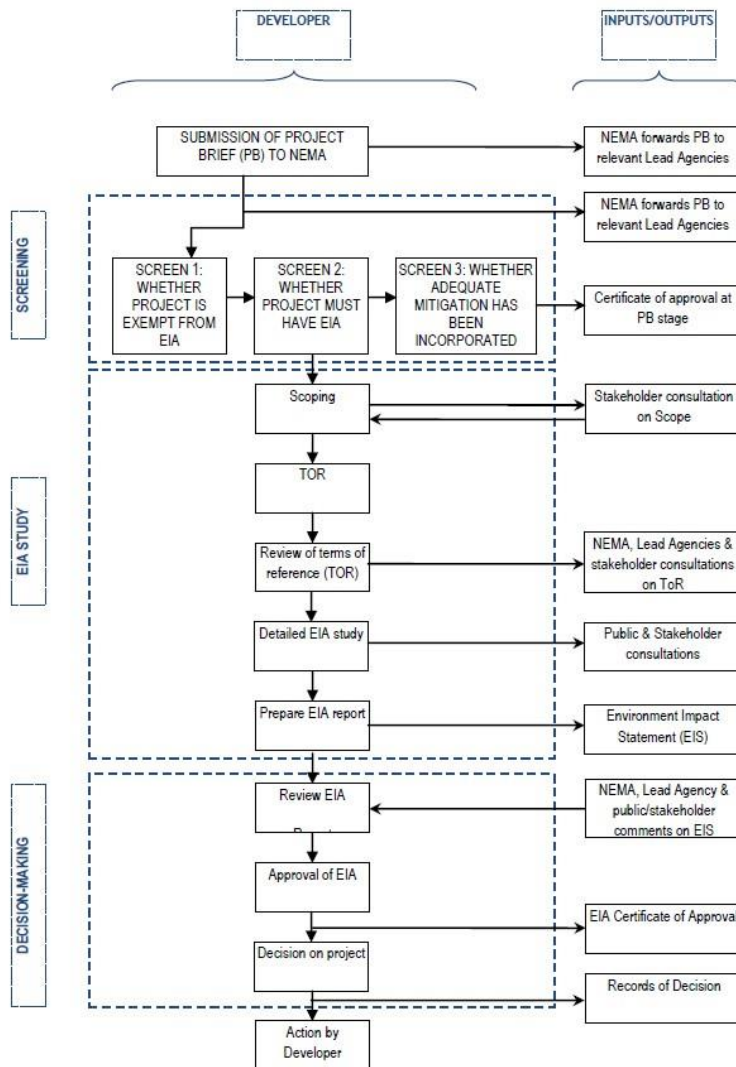 DEVELOPER
INPUTS/OUTPUTS
SUBMISSION OF PROJECT
BRIEF (PB) TO NEMA
NEMA forwards PB to
relevant Lead Agencies
SCREENING
NEMA forwards PB to
relevant Lead Agencies
SCREEN 1:
WHETHER
PROJECT IS
EXEMPT FROM
EIA
SCREEN 2:
WHETHER
PROJECT MUST
HAVE EIA
SCREEN 3: WHETHER
ADEQUATE
MITIGATION HAS
BEEN
INCORPORATED
Certificate of approval at
PB stage
EIA STUDY
Scoping
Stakeholder consultation
on Scope
TOR
Review of terms of
reference (TOR)
NEMA, Lead Agencies &
stakeholder consultations
on ToR
Detailed EIA study
Public & Stakeholder
consultations
Prepare EIA report
Environment Impact
Statement (EIS)
DECISION-MAKING
Review EIA
NEMA, Lead Agency &
public/stakeholder
comments on EIS
Approval of EIA
EIA Certificate of Approval
Decision on project
Records of Decision
Action by
Developer